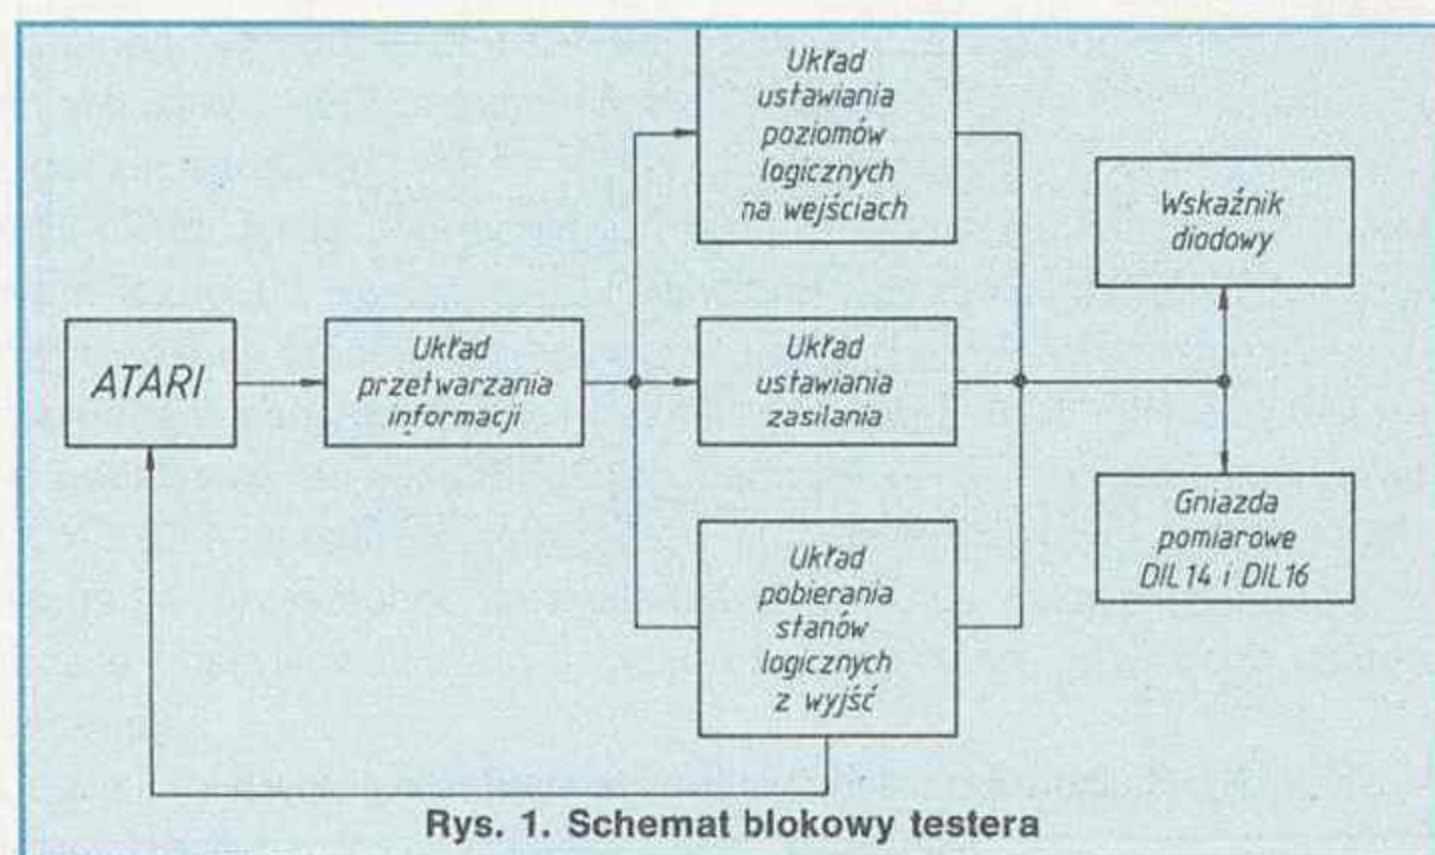 Układ
ustawiania
poziomów
logicznych
na wejściach
Wskaźnik
diodowy
ATARI
Układ
przetwarzania
informacji
Układ
ustawiania
zasilania
Gniazda
pomiarowe
DIL14 i DIL16
Układ
pobierania
stanów
logicznych
z wyjść
Rys. 1. Schemat blokowy testera